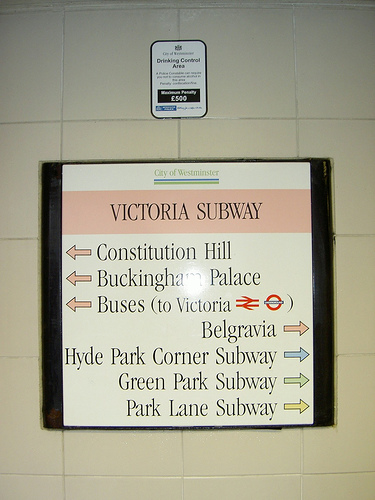 City of Westminster
Drinking Control
Area
Maximum Penalty
£500
City of Westminster
VICTORIA SUBWAY
Constitution Hill
Buckingham Palace
Buses (to Victoria )
Belgravia
Hyde Park Corner Subway
Green Park Subway
Park Lane Subway